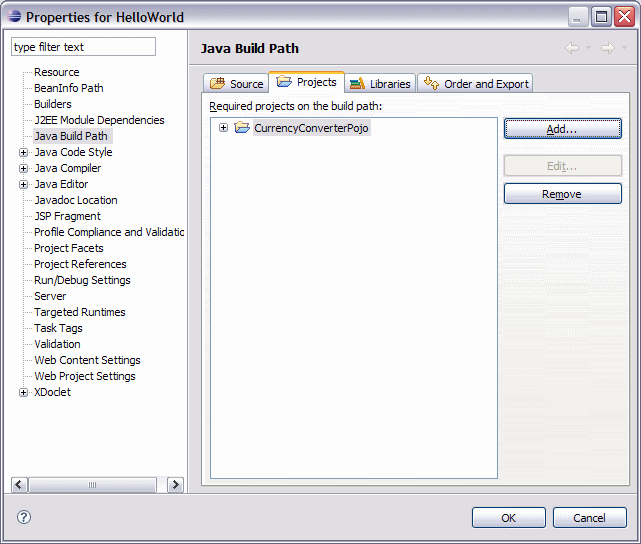 Properties for HelloWorld
type filter text
Resource
BeanInfo Path
Builders
J2EE Module Dependencies
Java Build Path
Java Code Style
Java Compiler
Java Editor
Javadoc Location
JSP Fragment
Profile Compliance and Validatio
Project Facets
Project References
Run/Debug Settings
Server
Targeted Runtimes
Task Tags
Validation
Web Content Settings
Web Project Settings
XDoclet
Java Build Path
Source Projects Libraries Order and Export
Required projects on the build path:
CurrencyConverterPojo
Add...
Edit...
Remove
OK Cancel